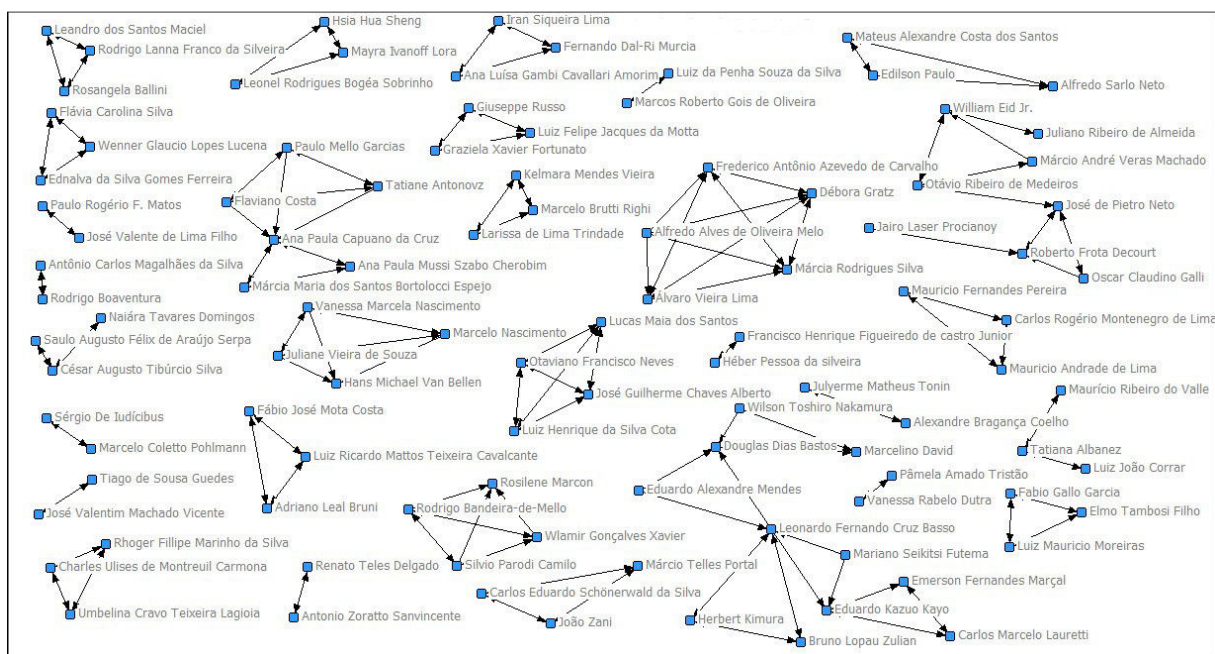 Leandro dos Santos Maciel
Rodrigo Lanna Franco da Silveira
Rosangela Ballini
Hsia Hua Sheng
Mayra Ivanoff Lora
Leonel Rodrigues Bogéa Sobrinho
Iran Siqueira Lima
Fernando Dal-Ri Murcia
Ana Luísa Gambi Cavallari Amorim
Luiz da Penha Souza da Silva
Marcos Roberto Gois de Oliveira
Mateus Alexandre Costa dos Santos
Edilson Paulo
Alfredo Sarlo Neto
Flávia Carolina Silva
Wenner Glaucio Lopes Lucena
Ednalva da Silva Gomes Ferreira
Paulo Mello Garcias
Tatiane Antonovz
Flaviano Costa
Ana Paula Capuano da Cruz
Ana Paula Mussi Szabo Cherobim
Márcia Maria dos Santos Bortolocci Espejo
Giuseppe Russo
Luiz Felipe Jacques da Motta
Graziela Xavier Fortunato
Kelmara Mendes Vieira
Marcelo Brutti Righi
Larissa de Lima Trindade
Frederico Antônio Azevedo de Carvalho
Débora Gratz
Alfredo Alves de Oliveira Melo
Márcia Rodrigues Silva
Álvaro Vieira Lima
William Eid Jr.
Juliano Ribeiro de Almeida
Márcio André Veras Machado
Otávio Ribeiro de Medeiros
José de Pietro Neto
Jairo Laser Procianoy
Roberto Frota Decourt
Oscar Claudino Galli
Paulo Rogério F. Matos
José Valente de Lima Filho
Antônio Carlos Magalhães da Silva
Rodrigo Boaventura
Naiára Tavares Domingos
Saulo Augusto Félix de Araújo Serpa
César Augusto Tibúrcio Silva
Vanessa Marcela Nascimento
Marcelo Nascimento
Juliane Vieira de Souza
Hans Michael Van Bellen
Lucas Maia dos Santos
Otaviano Francisco Neves
José Guilherme Chaves Alberto
Luiz Henrique da Silva Cota
Francisco Henrique Figueiredo de castro Junior
Héber Pessoa da silveira
Mauricio Fernandes Pereira
Carlos Rogério Montenegro de Lima
Mauricio Andrade de Lima
Julyerme Matheus Tonin
Alexandre Bragança Coelho
Maurício Ribeiro do Valle
Tatiana Albanez
Luiz João Corrar
Sérgio De Iudícibus
Marcelo Coletto Pohlmann
Fábio José Mota Costa
Luiz Ricardo Mattos Teixeira Cavalcante
Adriano Leal Bruni
Wilson Toshiro Nakamura
Douglas Dias Bastos
Marcelino David
Eduardo Alexandre Mendes
Pâmela Amado Tristão
Vanessa Rabelo Dutra
Tiago de Sousa Guedes
José Valentim Machado Vicente
Rosilene Marcon
Rodrigo Bandeira-de-Mello
Wlamir Gonçalves Xavier
Silvio Parodi Camilo
Leonardo Fernando Cruz Basso
Mariano Seikitsi Futema
Fabio Gallo Garcia
Elmo Tambosi Filho
Luiz Mauricio Moreiras
Rhoger Fillipe Marinho da Silva
Charles Ulises de Montreuil Carmona
Umbelina Cravo Teixeira Lagioia
Renato Teles Delgado
Antonio Zoratto Sanvincente
Márcio Telles Portal
Carlos Eduardo Schönerwald da Silva
João Zani
Herbert Kimura
Bruno Lopau Zulian
Emerson Fernandes Marçal
Eduardo Kazuo Kayo
Carlos Marcelo Lauretti